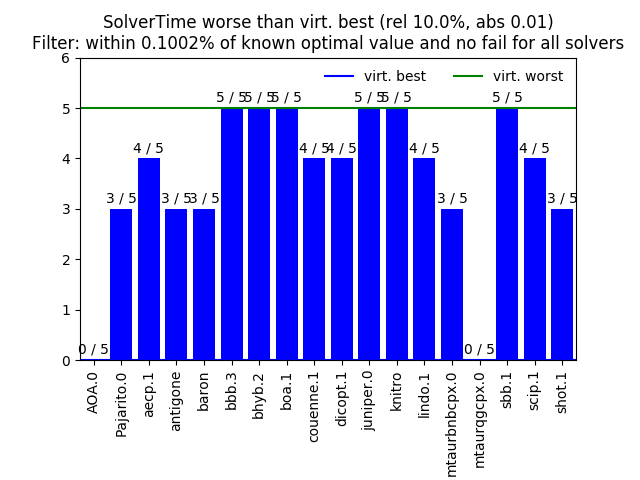 SolverTime worse than virt. best (rel 10.0%, abs 0.01)
Filter: within 0.1002% of known optimal value and no fail for all solvers
6
virt. best
virt. worst
5 / 5
5 / 5
5 / 5
5 / 5
5 / 5
5 / 5
5
4 / 5
4 / 5
4 / 5
4 / 5
4 / 5
4
3 / 5
3 / 5
3 / 5
3 / 5
3 / 5
3
2
1
0 / 5
0 / 5
0
AOA.0
Pajarito.0
aecp.1
antigone
baron
bbb.3
bhyb.2
boa.1
couenne.1
dicopt.1
juniper.0
knitro
lindo.1
mtaurbnbcpx.0
mtaurqgcpx.0
sbb.1
scip.1
shot.1